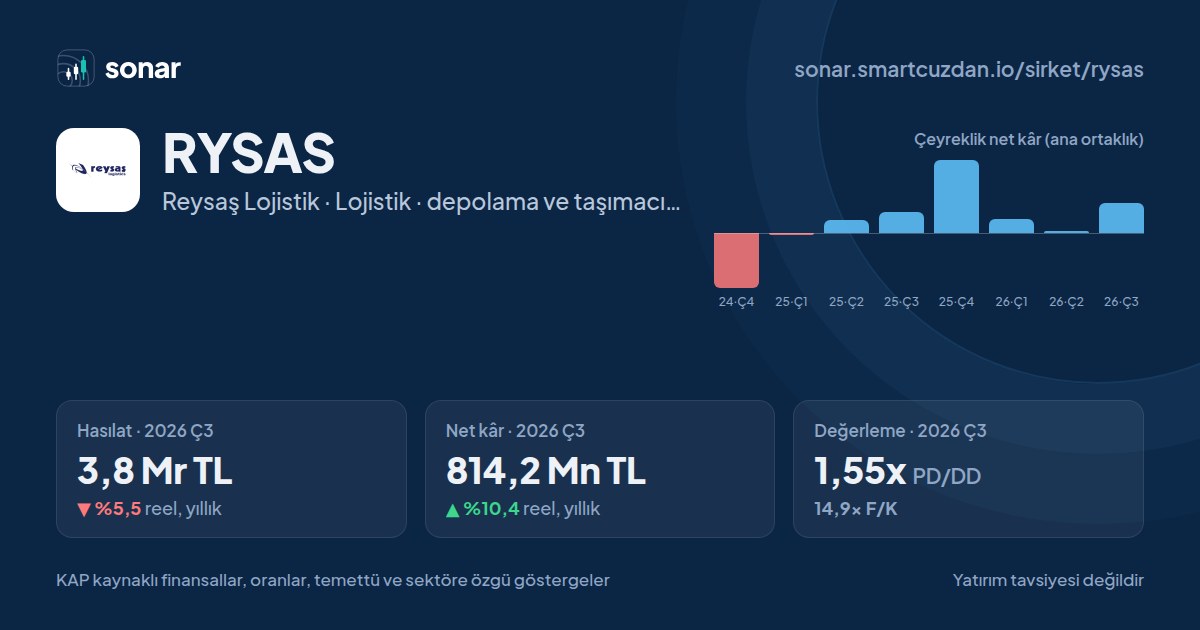 sonar
sonar.smartcuzdan.io/sirket/rysas
reysas
logistics
RYSAS
Reysaş Lojistik · Lojistik · depolama ve taşımacı...
Çeyreklik net kâr (ana ortaklık)
24-Ç4 25-Ç1 25-Ç2 25-Ç3 25-Ç4 26-Ç1 26-Ç2 26-Ç3
Hasılat · 2026 Ç3
3,8 Mr TL
▼ %5,5 reel, yıllık
Net kâr · 2026 Ç3
814,2 Mn TL
▲ %10,4 reel, yıllık
Değerleme · 2026 Ç3
1,55x PD/DD
14,9× F/K
KAP kaynaklı finansallar, oranlar, temettü ve sektöre özgü göstergeler
Yatırım tavsiyesi değildir